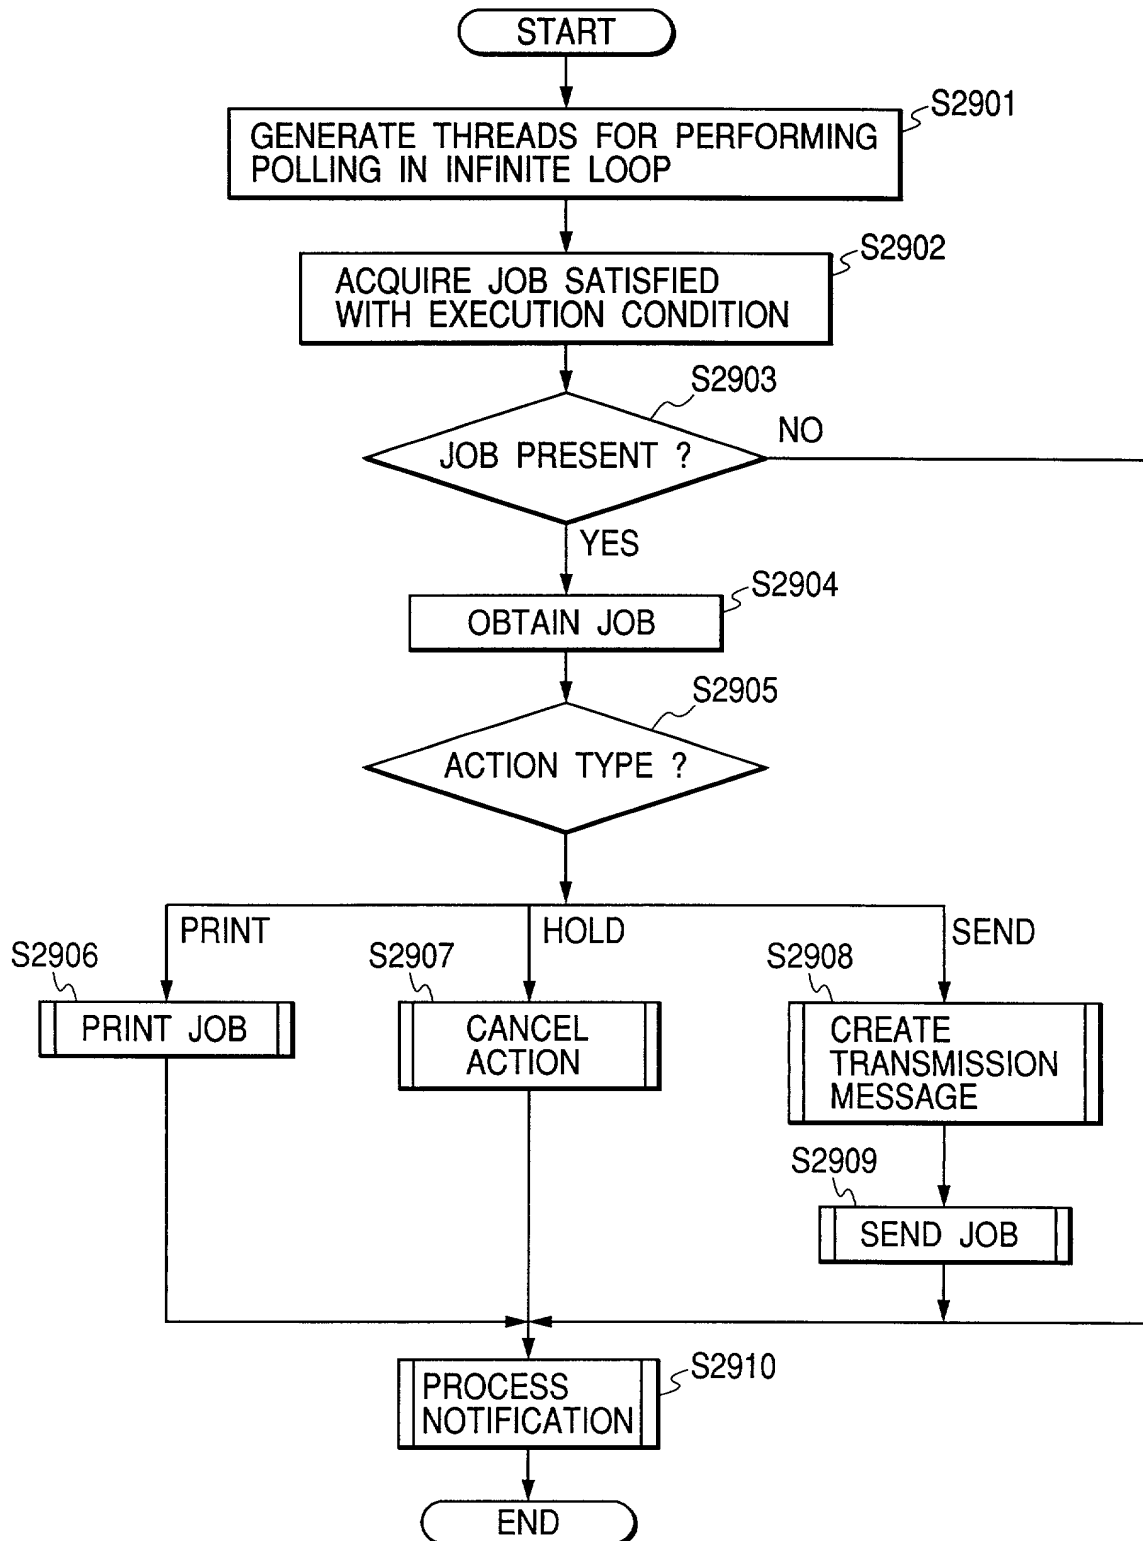 START
S2901
GENERATE THREADS FOR PERFORMING
POLLING IN INFINITE LOOP
S2902
ACQUIRE JOB SATISFIED
WITH EXECUTION CONDITION
S2903
JOB PRESENT ?
NO
YES
S2904
OBTAIN JOB
S2905
ACTION TYPE ?
PRINT
HOLD
SEND
S2906
S2907
S2908
PRINT JOB
CANCEL
ACTION
CREATE
TRANSMISSION
MESSAGE
S2909
SEND JOB
S2910
PROCESS
NOTIFICATION
END